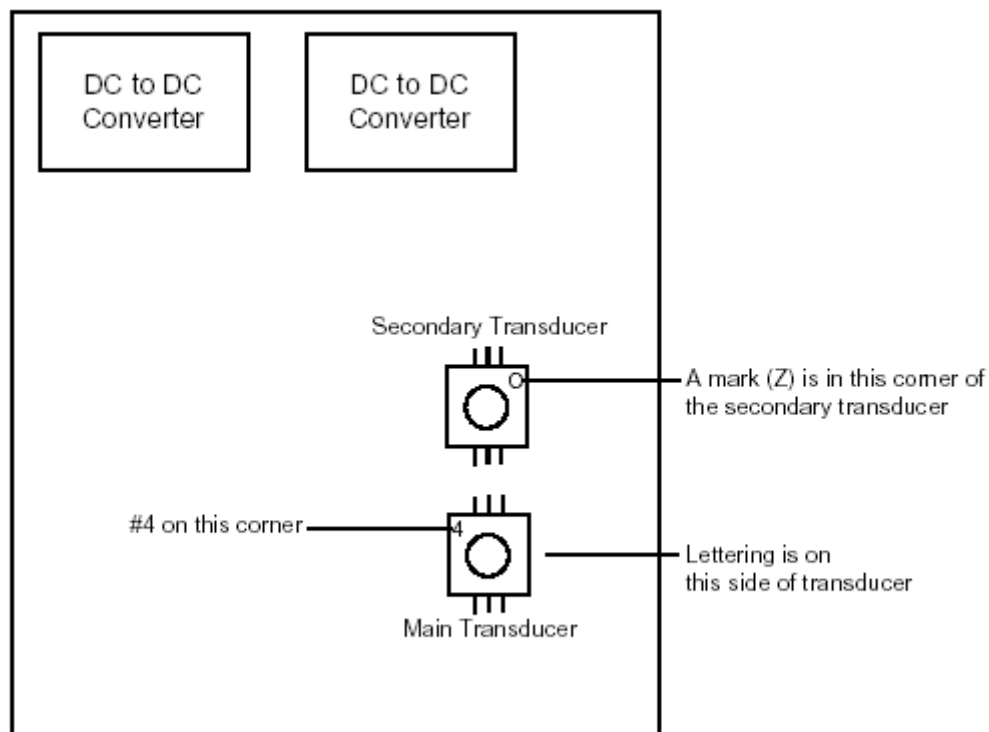 DC to DC
Converter
DC to DC
Converter
Secondary Transducer
O
A mark (Z) is in this corner of
the secondary transducer
#4 on this corner
4
Lettering is on
this side of transducer
Main Transducer